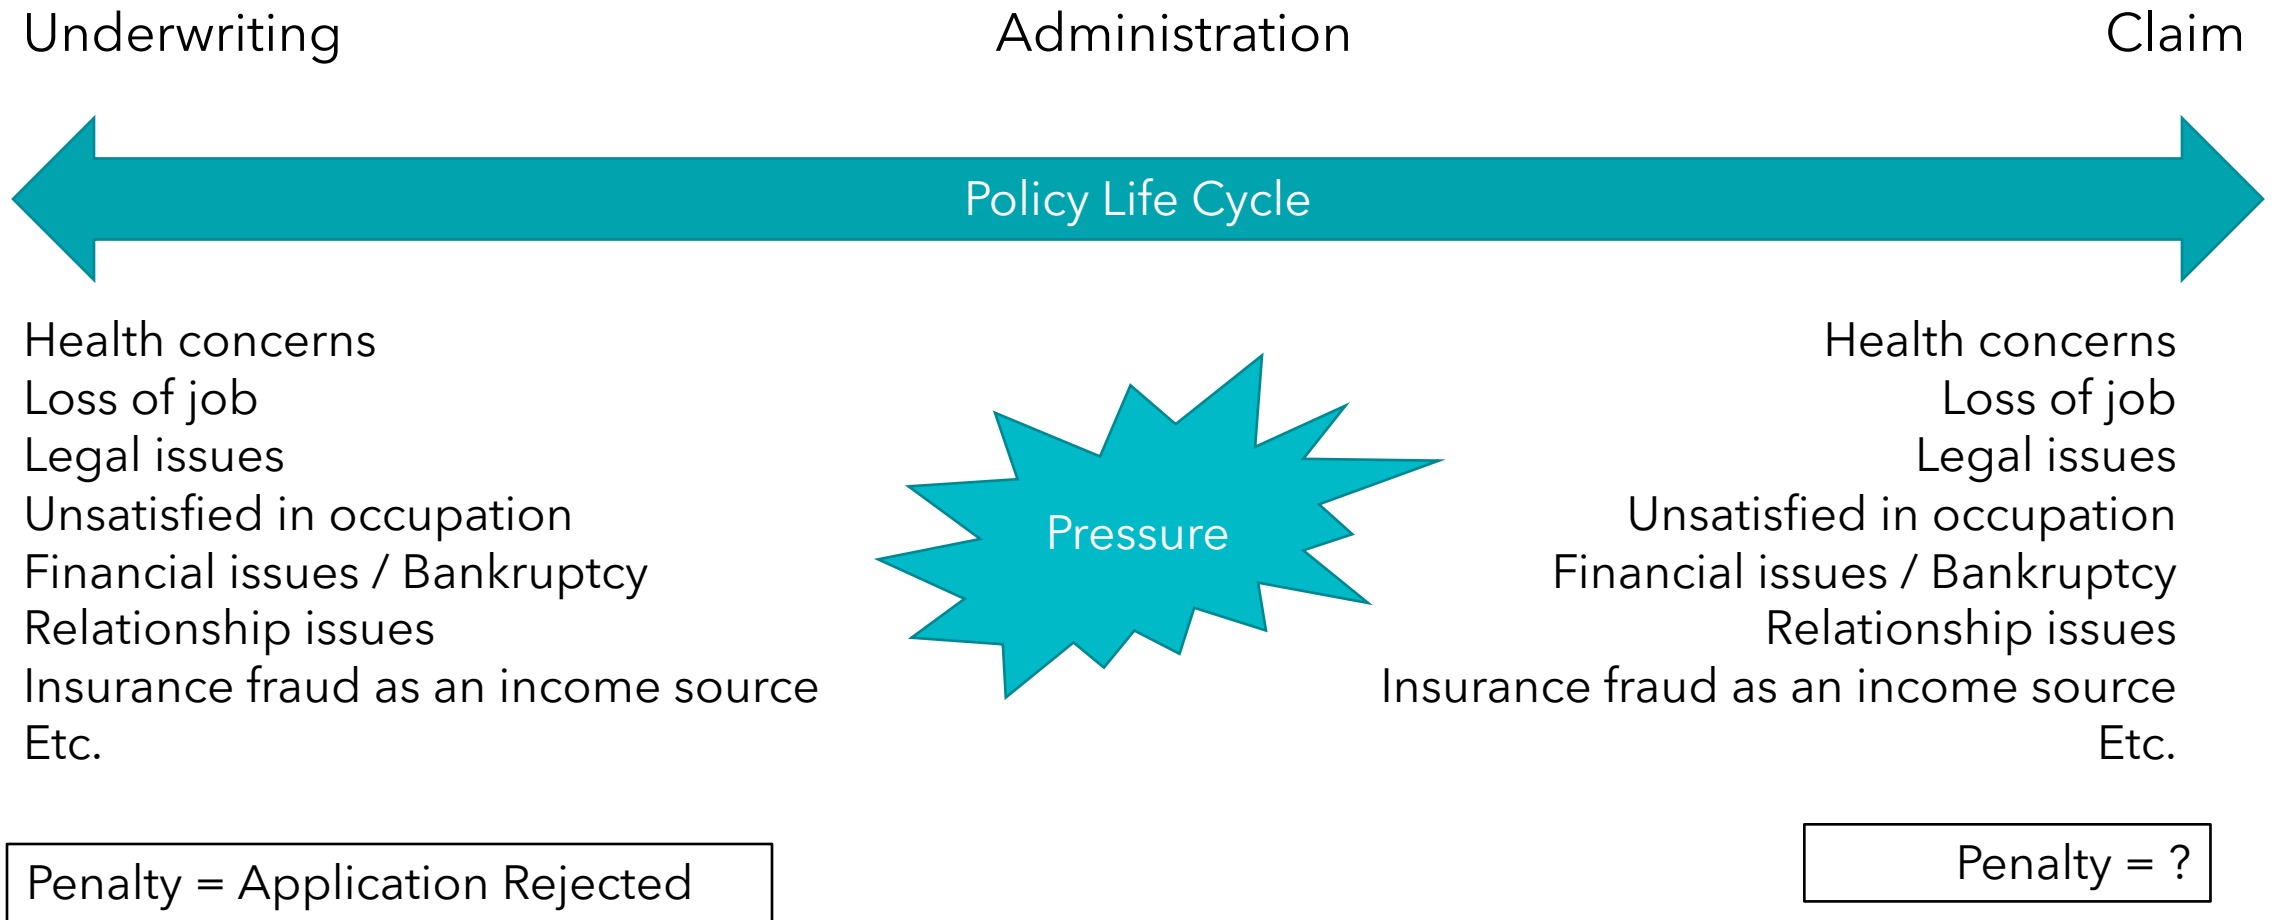 Underwriting
Administration
Claim
Policy Life Cycle
Health concerns
Loss of job
Legal issues
Unsatisfied in occupation
Financial issues / Bankruptcy
Relationship issues
Insurance fraud as an income source
Etc.
Pressure
Health concerns
Loss of job
Legal issues
Unsatisfied in occupation
Financial issues / Bankruptcy
Relationship issues
Insurance fraud as an income source
Etc.
Penalty = Application Rejected
Penalty = ?